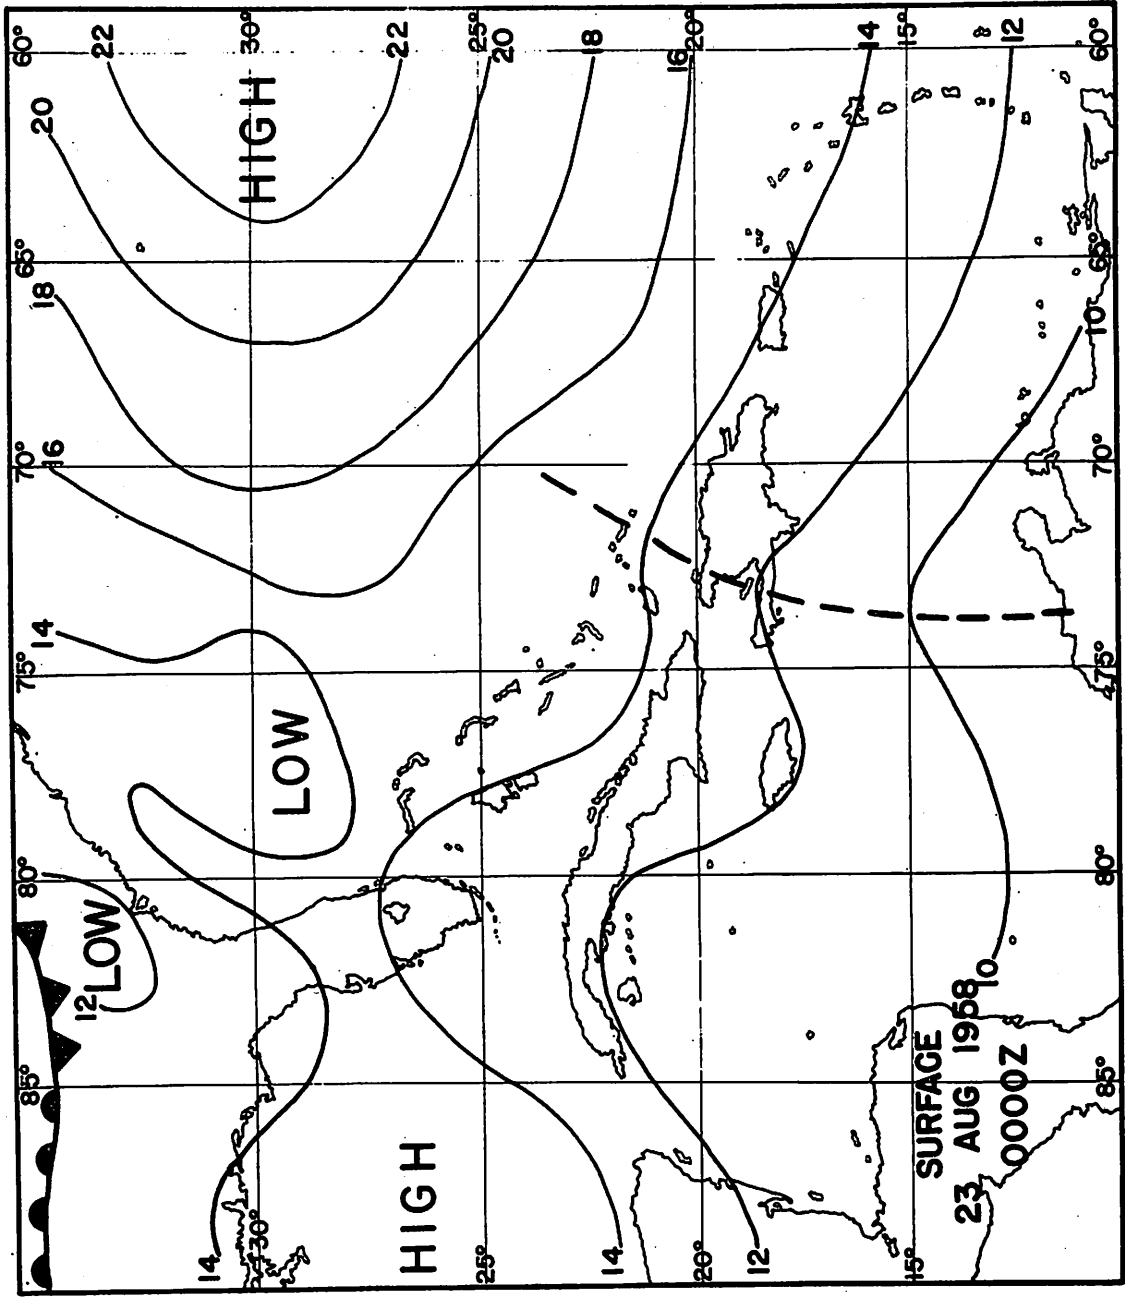 85° 80° 75° 70° 65° 60°
14 16 18 20
12 LOW 22
14
30° LOW HIGH 30°
HIGH 22
25° 25°
20
14 18
20° 16 20°
12 14
15° 15°
SURFACE
23 AUG 1958
0000Z
10 12
10
85° 80° 75° 70° 65° 60°